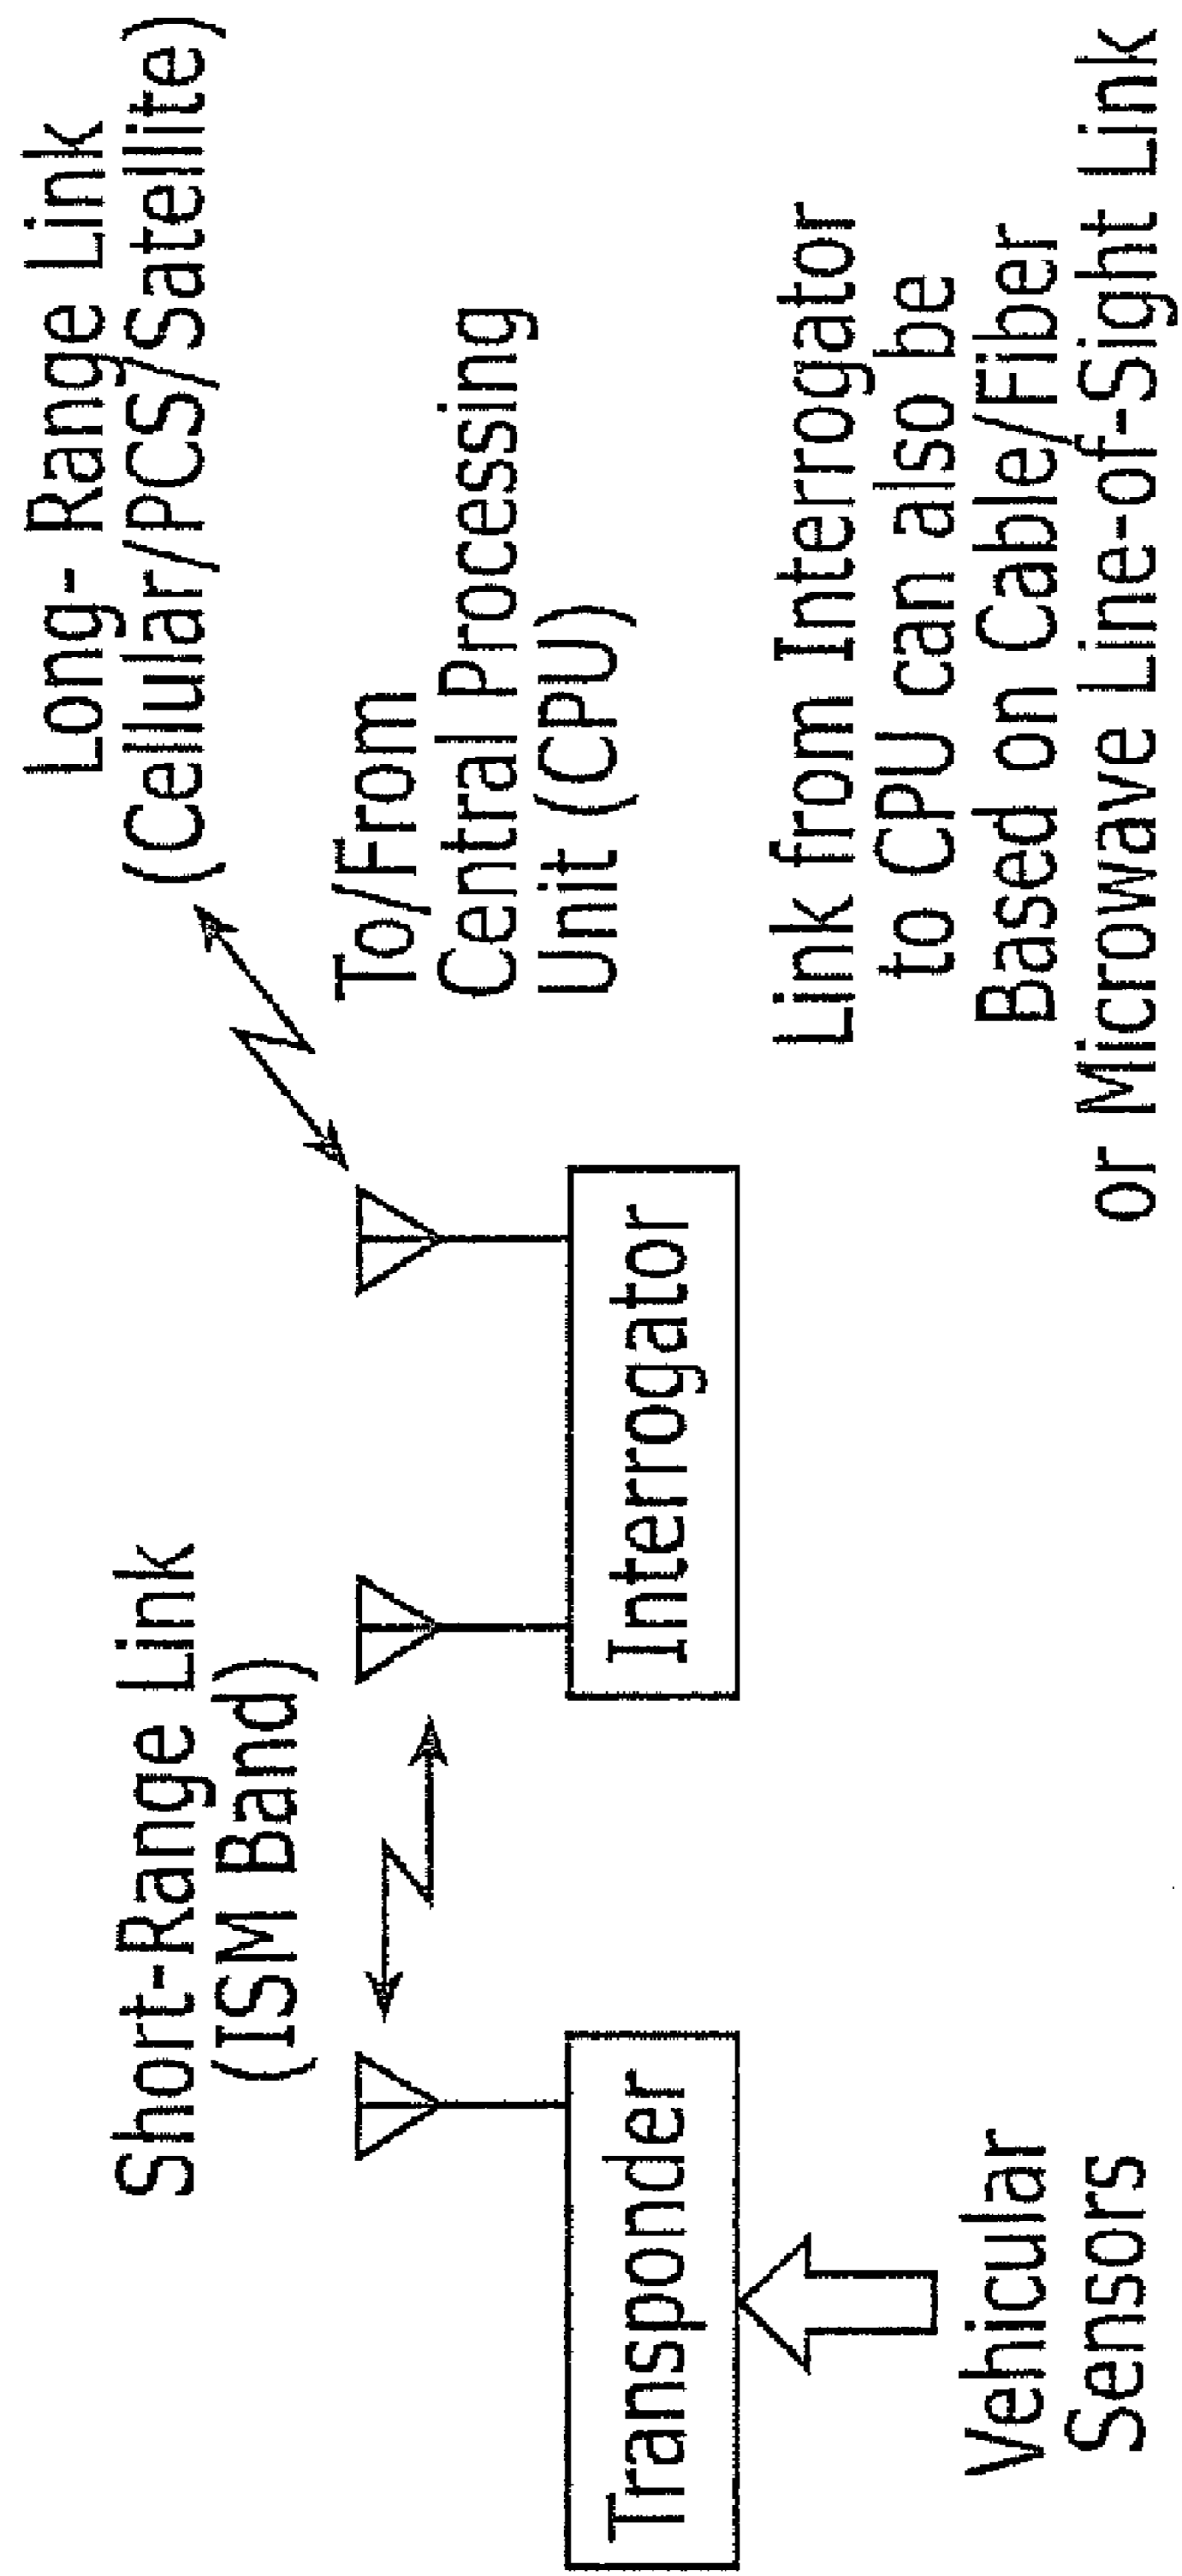 Short-Range Link
(ISM Band)
Long- Range Link
(Cellular/PCS/Satellite)
To/From
Central Processing
Unit (CPU)
Transponder
Interrogator
Vehicular
Sensors
Link from Interrogator
to CPU can also be
Based on Cable/Fiber
or Microwave Line-of-Sight Link